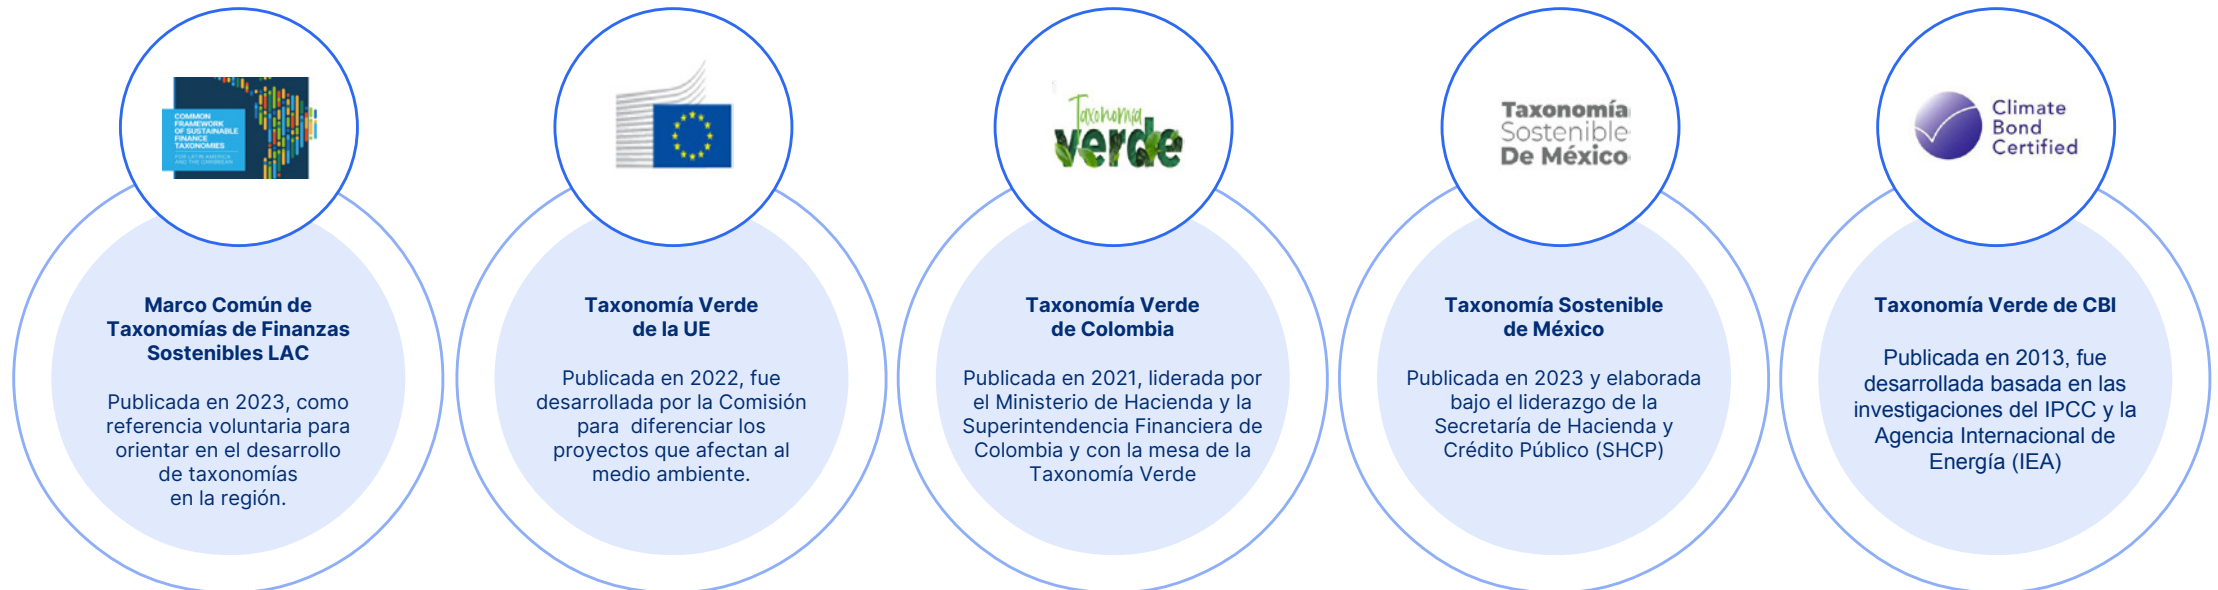 COMMON
FRAMEWORK
OF SUSTAINABLE
FINANCE
TAXONOMIES
FOR LATIN AMERICA
AND THE CARIBBEAN
Marco Común de
Taxonomías de Finanzas
Sostenibles LAC
Publicada en 2023, como
referencia voluntaria para
orientar en el desarrollo
de taxonomías
en la región.
Taxonomía Verde
de la UE
Publicada en 2022, fue
desarrollada por la Comisión
para diferenciar los
proyectos que afectan al
medio ambiente.
Taxonomía
verde
Taxonomía Verde
de Colombia
Publicada en 2021, liderada por
el Ministerio de Hacienda y la
Superintendencia Financiera de
Colombia y con la mesa de la
Taxonomía Verde
Taxonomía
Sostenible
De México
Taxonomía Sostenible
de México
Publicada en 2023 y elaborada
bajo el liderazgo de la
Secretaría de Hacienda y
Crédito Público (SHCP)
Climate
Bond
Certified
Taxonomía Verde de CBI
Publicada en 2013, fue
desarrollada basada en las
investigaciones del IPCC y la
Agencia Internacional de
Energía (IEA)